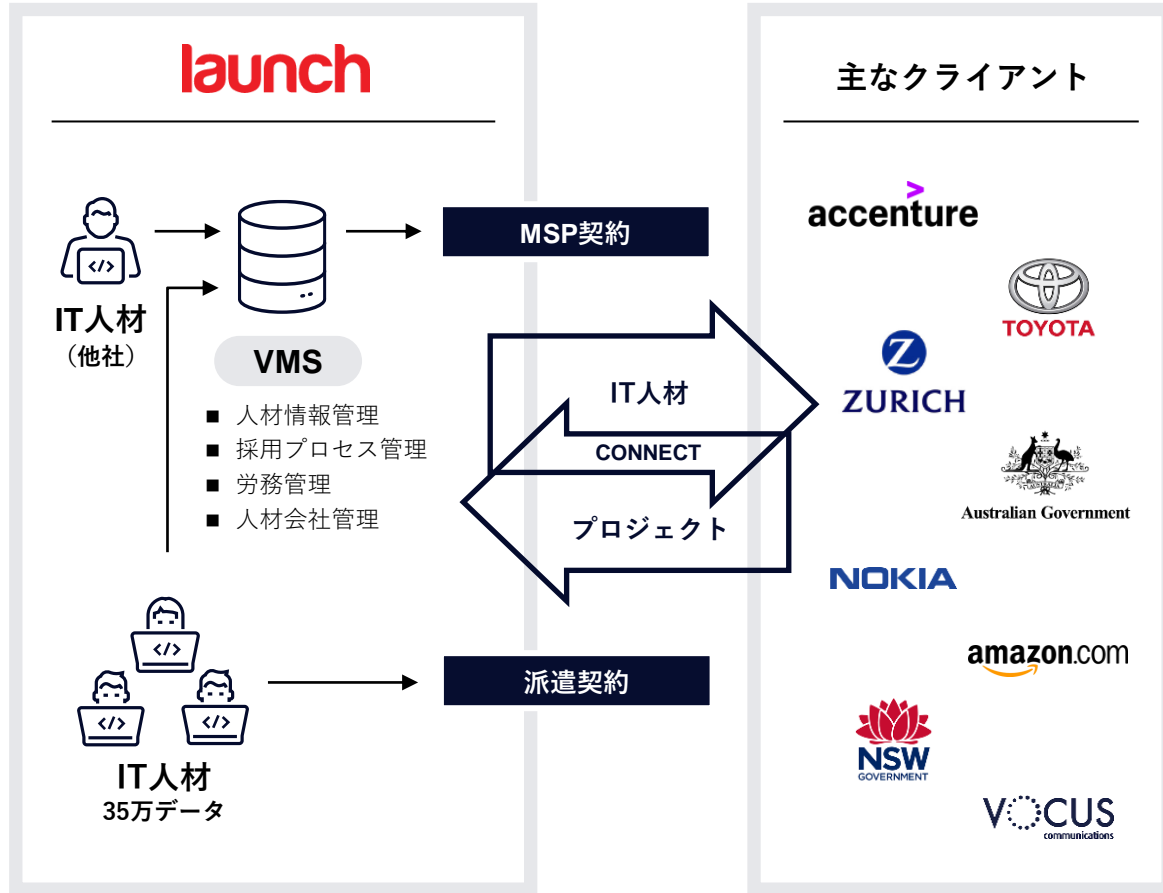 launch
</>
IT人材
（他社）
VMS
■ 人材情報管理
■ 採用プロセス管理
■ 労務管理
■ 人材会社管理
</>
</>
</>
IT人材
35万データ
MSP契約
IT人材
CONNECT
プロジェクト
派遣契約
主なクライアント
accenture
TOYOTA
Z
ZURICH
AUSTRALIA
Australian Government
NOKIA
amazon.com
NSW
GOVERNMENT
VOCUS
communications